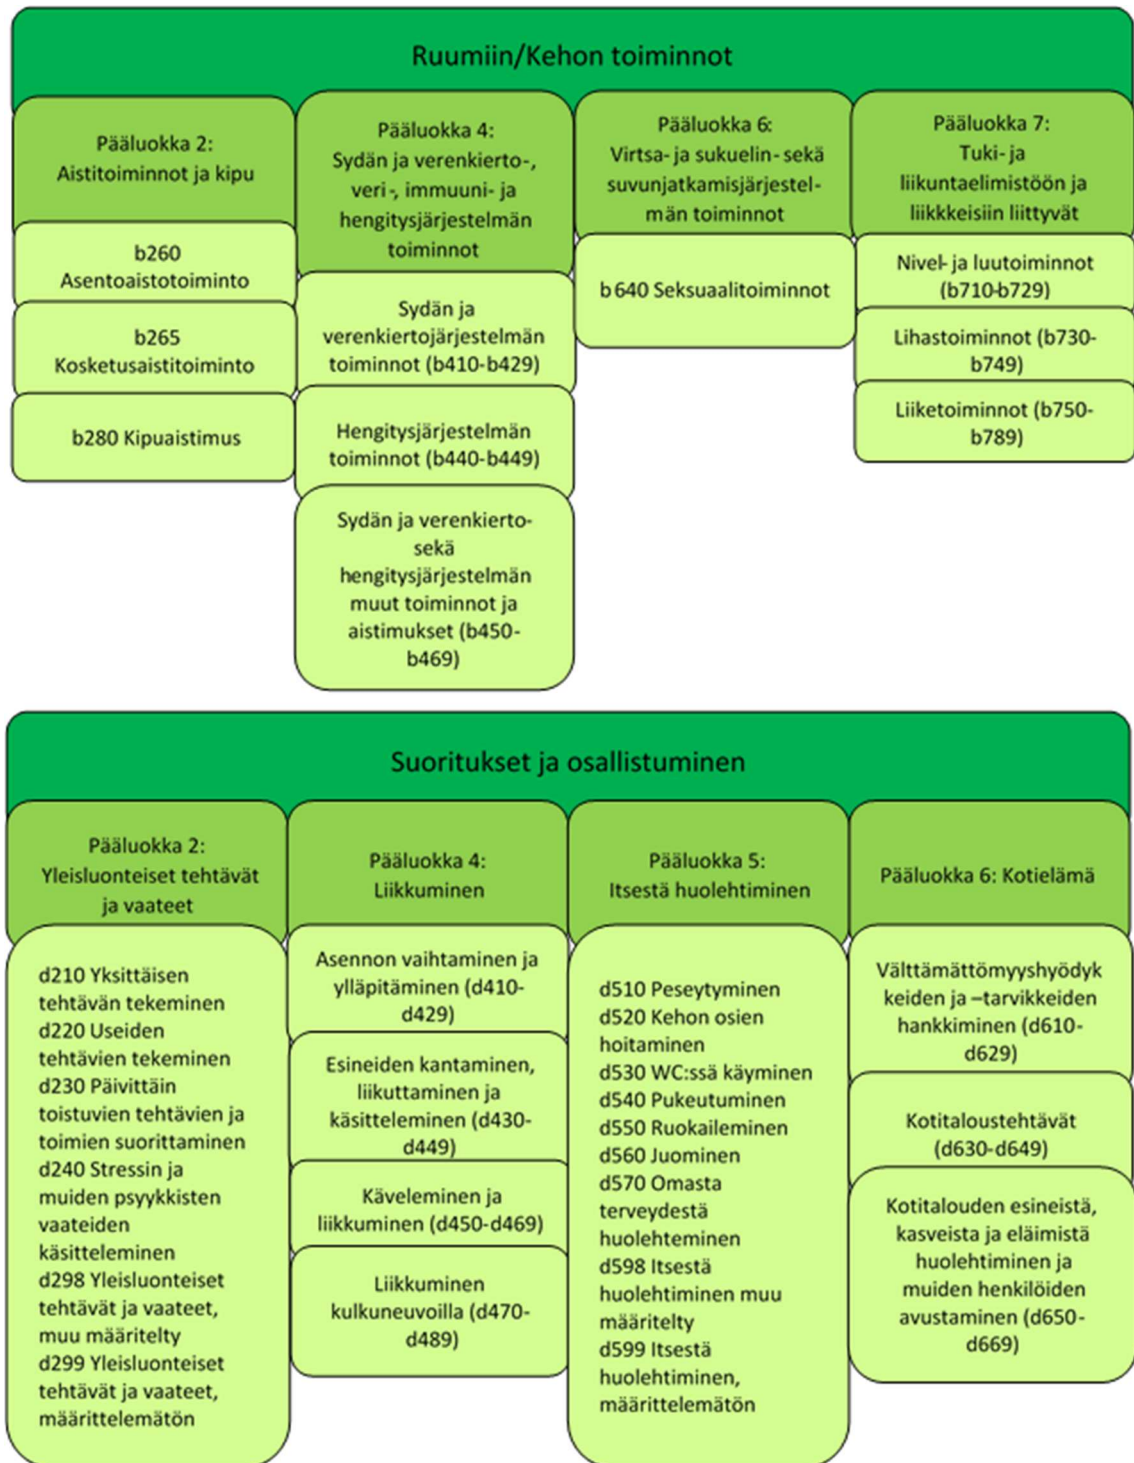 Ruumiin/Kehon toiminnot
Pääluokka 2:
Aistitoiminnot ja kipu
b260
Asentoaistotoiminto
b265
Kosketusaistitoiminto
b280 Kipuaistimus
Pääluokka 4:
Sydän ja verenkierto-,
veri-, immuuni- ja
hengitysjärjestelmän
toiminnot
Sydän ja
verenkiertojärjestelmän
toiminnot (b410-b429)
Hengitysjärjestelmän
toiminnot (b440-b449)
Sydän ja verenkierto-
sekä
hengitysjärjestelmän
muut toiminnot ja
aistimukset (b450-
b469)
Pääluokka 6:
Virtsa- ja sukuelin- sekä
suvunjatkamisjärjestel-
män toiminnot
b640 Seksuaalitoiminnot
Pääluokka 7:
Tuki- ja
liikuntaelimistöön ja
liikkkeisiin liittyvät
Nivel- ja luutoiminnot
(b710-b729)
Lihastoiminnot (b730-
b749)
Liiketoiminnot (b750-
b789)
Suoritukset ja osallistuminen
Pääluokka 2:
Yleisluonteiset tehtävät
ja vaateet
d210 Yksittäisen
tehtävän tekeminen
d220 Useiden
tehtävien tekeminen
d230 Päivittäin
toistuvien tehtävien ja
toimien suorittaminen
d240 Stressin ja
muiden psyykkisten
vaateiden
käsitteleminen
d298 Yleisluonteiset
tehtävät ja vaateet,
muu määritelty
d299 Yleisluonteiset
tehtävät ja vaateet,
määrittelemätön
Pääluokka 4:
Liikkuminen
Asennon vaihtaminen ja
ylläpitäminen (d410-
d429)
Esineiden kantaminen,
liikuttaminen ja
käsitteleminen (d430-
d449)
Käveleminen ja
liikkuminen (d450-d469)
Liikkuminen
kulkuneuvoilla (d470-
d489)
Pääluokka 5:
Itsestä huolehtiminen
d510 Peseytyminen
d520 Kehon osien
hoitaminen
d530 WC:ssä käyminen
d540 Pukeutuminen
d550 Ruokaileminen
d560 Juominen
d570 Omasta
terveydestä
huolehteminen
d598 Itsestä
huolehtiminen muu
määritelty
d599 Itsestä
huolehtiminen,
määrittelemätön
Pääluokka 6: Kotielämä
Välttämättömyyshyödyk
keiden ja –tarvikkeiden
hankkiminen (d610-
d629)
Kotitaloustehtävät
(d630-d649)
Kotitalouden esineistä,
kasveista ja eläimistä
huolehtiminen ja
muiden henkilöiden
avustaminen (d650-
d669)